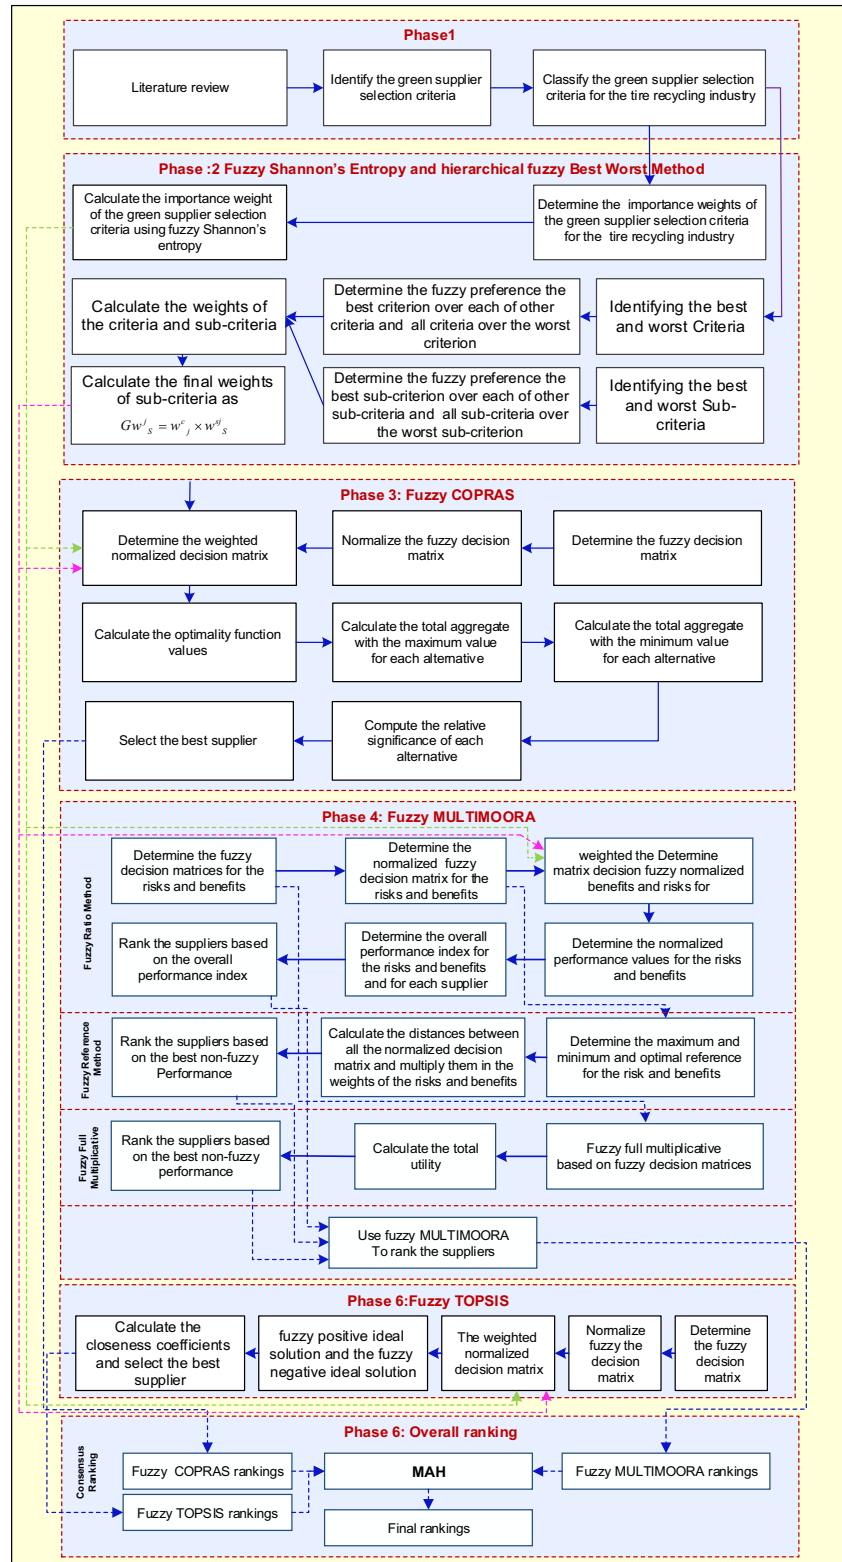 Phase1
Literature review
Identify the green supplier
selection criteria
Classify the green supplier selection
criteria for the tire recycling industry
Phase :2 Fuzzy Shannon's Entropy and hierarchical fuzzy Best Worst Method
Calculate the importance weight
of the green supplier selection
criteria using fuzzy Shannon's
entropy
Determine the importance weights of
the green supplier selection criteria
for the tire recycling industry
Calculate the weights of
the criteria and sub-criteria
Determine the fuzzy preference the
best criterion over each of other
criteria and all criteria over the worst
criterion
Identifying the best
and worst Criteria
Calculate the final weights
of sub-criteria as
$Gw^j_S = w^c_j \times w^{sj}_S$
Determine the fuzzy preference the
best sub-criterion over each of other
sub-criteria and all sub-criteria over
the worst sub-criterion
Identifying the best
and worst Sub-
criteria
Phase 3: Fuzzy COPRAS
Determine the weighted
normalized decision matrix
Normalize the fuzzy decision
matrix
Determine the fuzzy decision
matrix
Calculate the optimality function
values
Calculate the total aggregate
with the maximum value
for each alternative
Calculate the total aggregate
with the minimum value
for each alternative
Select the best supplier
Compute the relative
significance of each
alternative
Phase 4: Fuzzy MULTIMOORA
Fuzzy Ratio Method
Determine the fuzzy
decision matrices for the
risks and benefits
Determine the
normalized fuzzy
decision matrix for the
risks and benefits
weighted the Determine
matrix decision fuzzy normalized
benefits and risks for
Rank the suppliers based
on the overall
performance index
Determine the overall
performance index for
the risks and benefits
and for each supplier
Determine the normalized
performance values for the risks
and benefits
Fuzzy Reference
Method
Rank the suppliers based
on the best non-fuzzy
Performance
Calculate the distances between
all the normalized decision
matrix and multiply them in the
weights of the risks and benefits
Determine the maximum and
minimum and optimal reference
for the risk and benefits
Fuzzy Full
Multiplicative
Rank the suppliers based
on the best non-fuzzy
performance
Calculate the total
utility
Fuzzy full multiplicative
based on fuzzy decision matrices
Use fuzzy MULTIMOORA
To rank the suppliers
Phase 6:Fuzzy TOPSIS
Calculate the
closeness coefficients
and select the best
supplier
fuzzy positive ideal
solution and the fuzzy
negative ideal solution
The weighted
normalized
decision matrix
Normalize
fuzzy the
decision
matrix
Determine
the fuzzy
decision
matrix
Phase 6: Overall ranking
Consensus
Ranking
Fuzzy COPRAS rankings
MAH
Fuzzy MULTIMOORA rankings
Fuzzy TOPSIS rankings
Final rankings